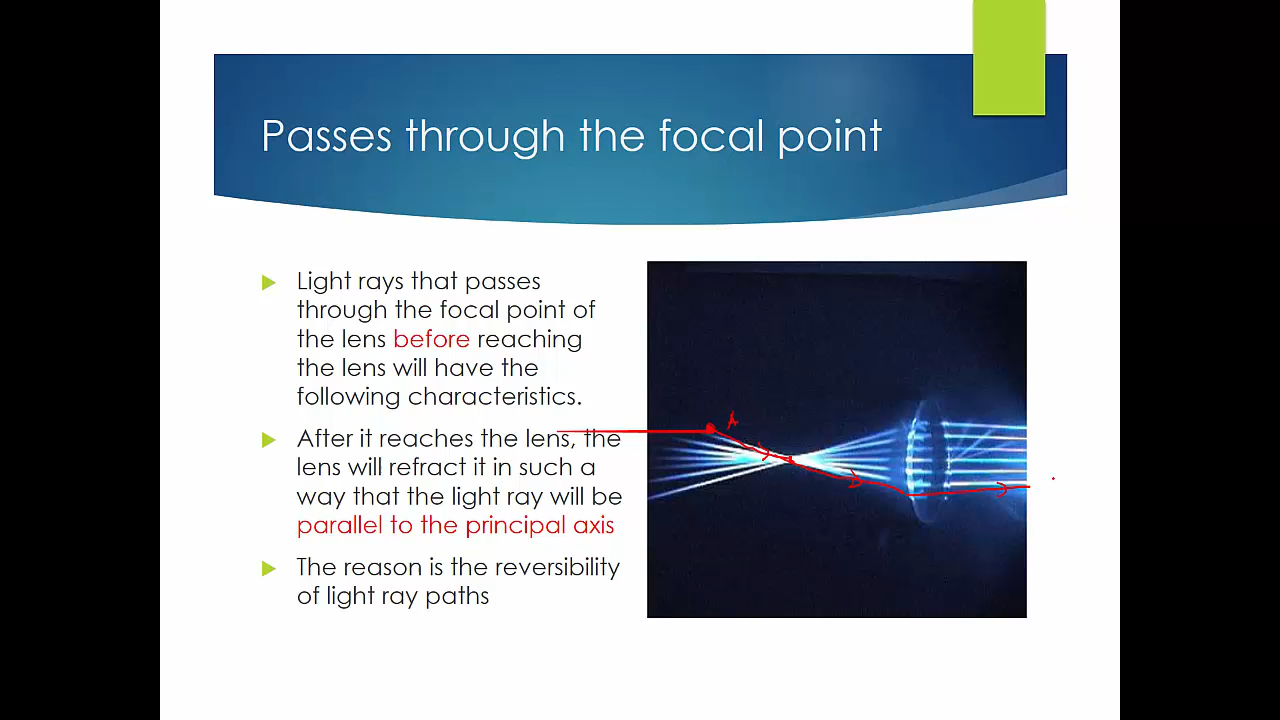 Passes through the focal point
Light rays that passes
through the focal point of
the lens before reaching
the lens will have the
following characteristics.
After it reaches the lens, the
lens will refract it in such a
way that the light ray will be
parallel to the principal axis
The reason is the reversibility
of light ray paths
A